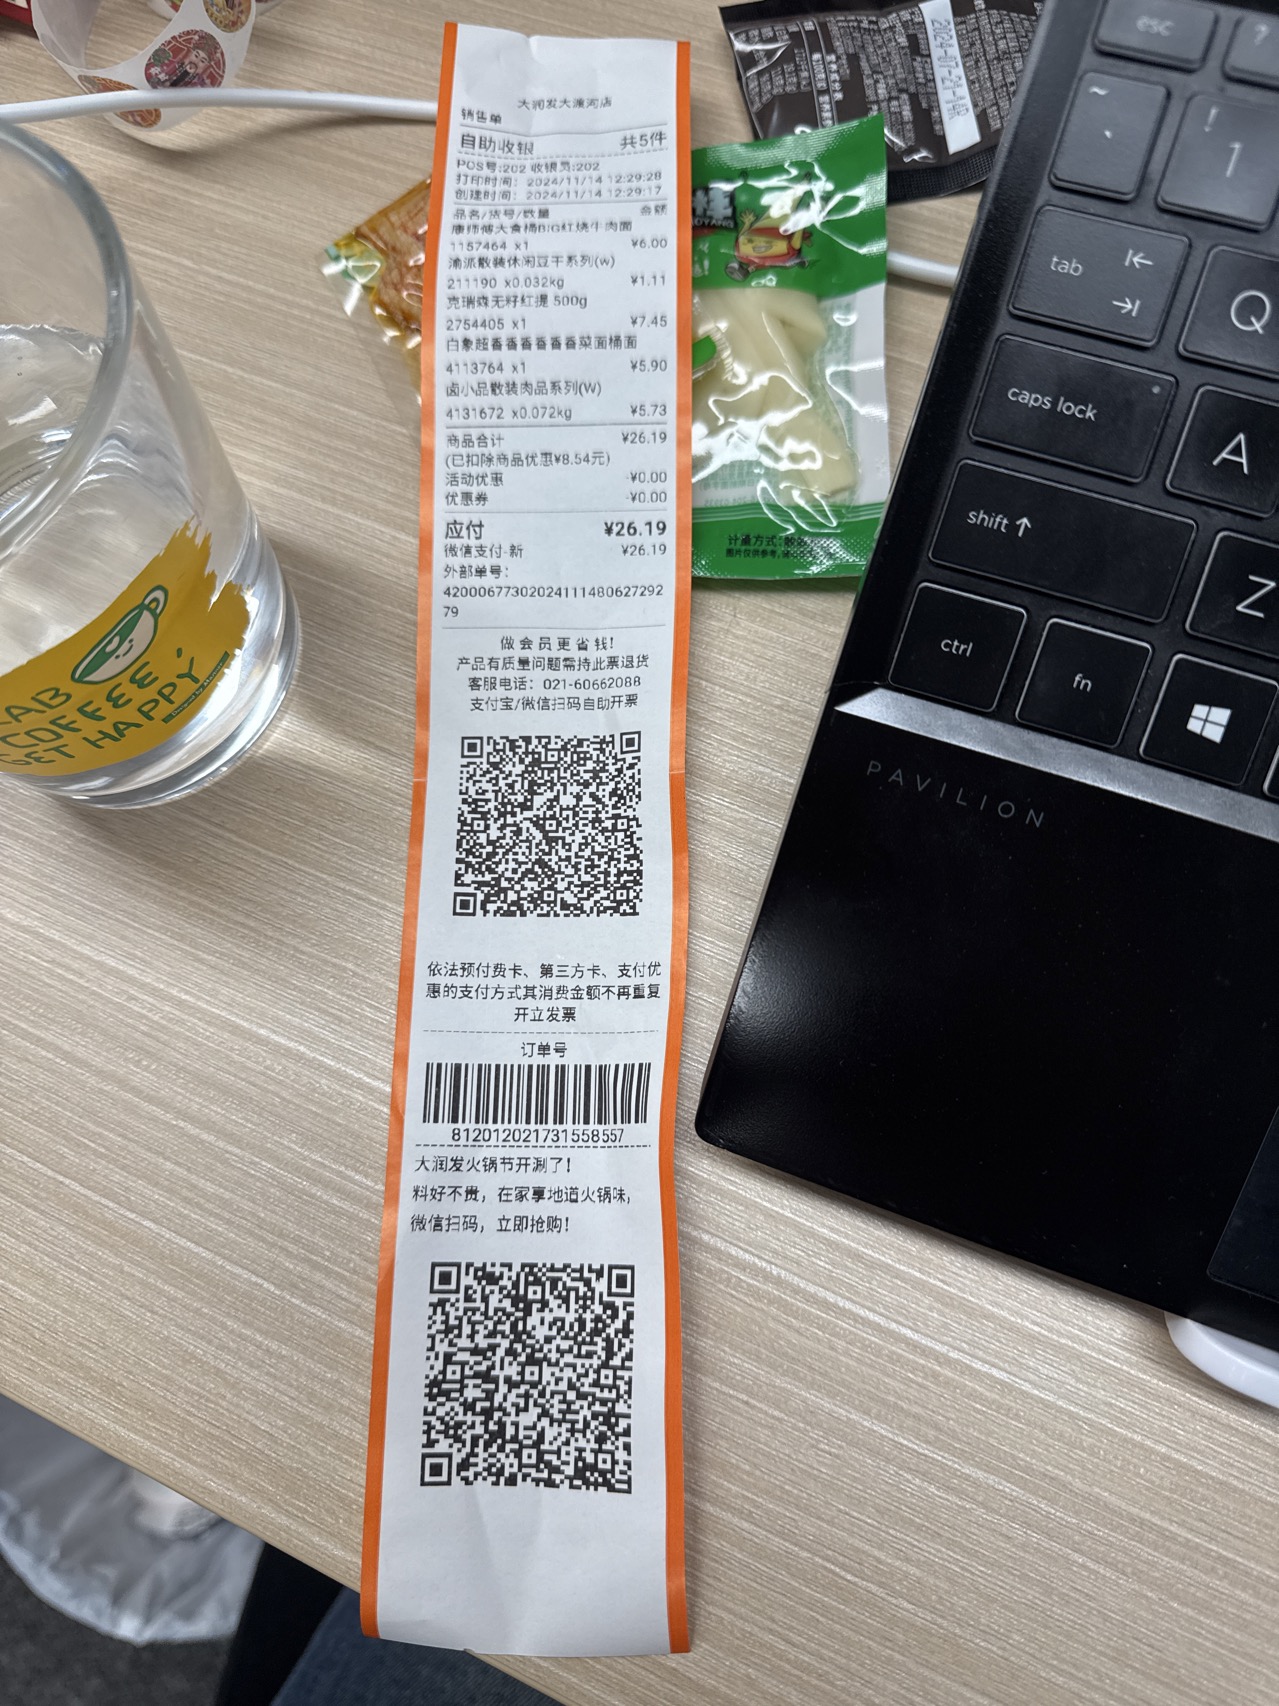 大润发大渡河店
销售单
自助收银 共5件
POS号:202 收银员:202
打印时间: 2024/11/14 12:29:28
创建时间: 2024/11/14 12:29:17
品名/货号/数量 金额
康师傅大食桶BIG红烧牛肉面
1157464 x1 ¥6.00
渝派散装休闲豆干系列(w)
211190 x0.032kg ¥1.11
克瑞森无籽红提 500g
2754405 x1 ¥7.45
白象超香香香香香香菜面桶面
4113764 x1 ¥5.90
卤小品散装肉品系列(W)
4131672 x0.072kg ¥5.73
商品合计 ¥26.19
(已扣除商品优惠¥8.54元)
活动优惠 -¥0.00
优惠券 -¥0.00
应付 ¥26.19
微信支付-新 ¥26.19
外部单号:
42000677302024111480627292
79
做会员更省钱!
产品有质量问题需持此票退货
客服电话: 021-60662088
支付宝/微信扫码自助开票
依法预付费卡、第三方卡、支付优
惠的支付方式其消费金额不再重复
开立发票
订单号
812012021731558557
大润发火锅节开涮了!
料好不贵, 在家享地道火锅味,
微信扫码, 立即抢购!
COFFEE
GET HAPPY
2024-07-21
计量方式:
esc
?
~
`
!
1
tab
Q
caps lock
A
shift
Z
ctrl
fn
PAVILION